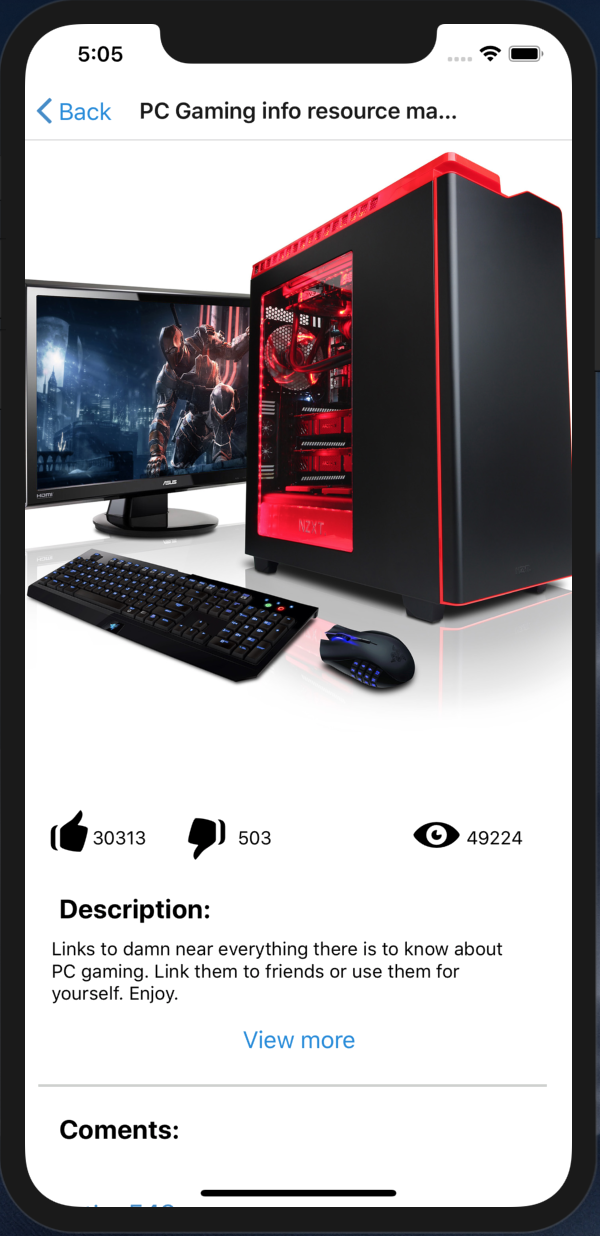 5:05
Back
PC Gaming info resource ma...
HDMI
ASUS
NZXT
30313
503
49224
Description:
Links to damn near everything there is to know about
PC gaming. Link them to friends or use them for
yourself. Enjoy.
View more
Coments: